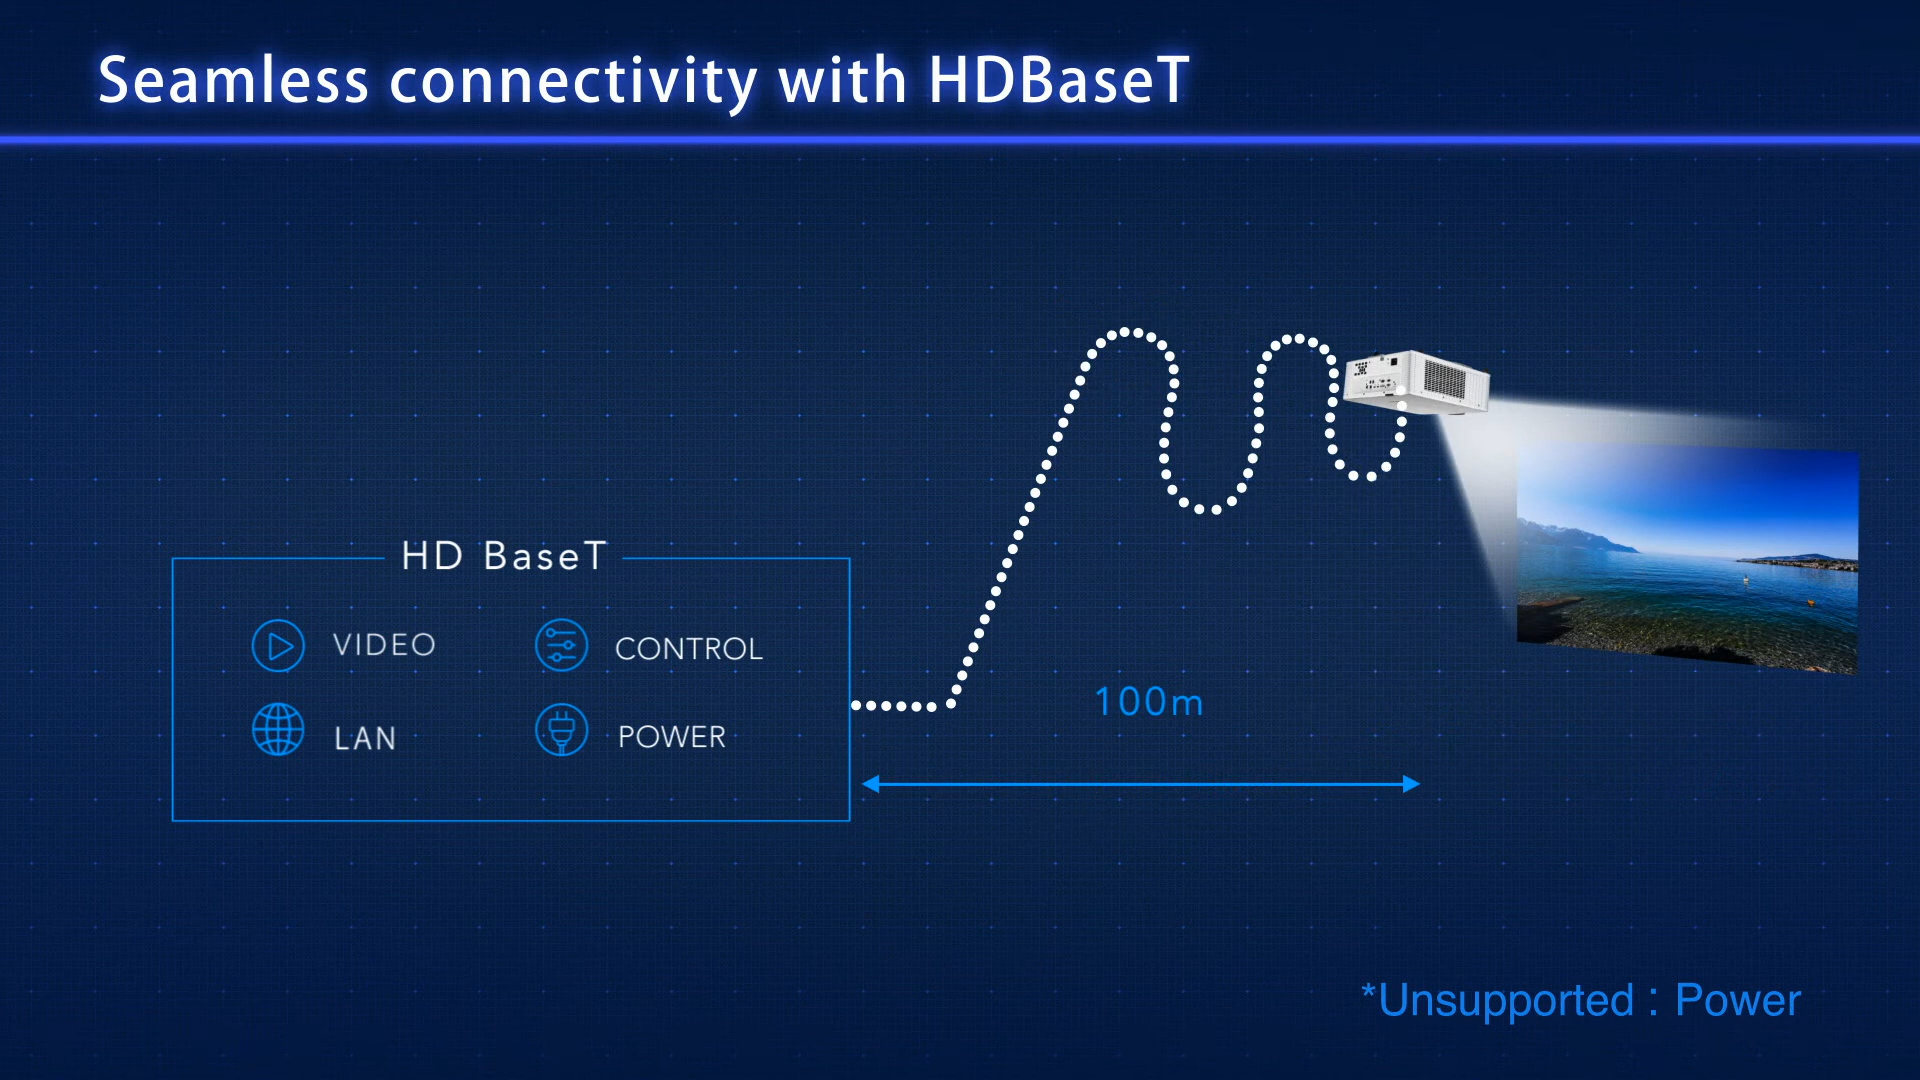 Seamless connectivity with HDBaseT
HD BaseT
VIDEO
CONTROL
LAN
POWER
100m
*Unsupported : Power